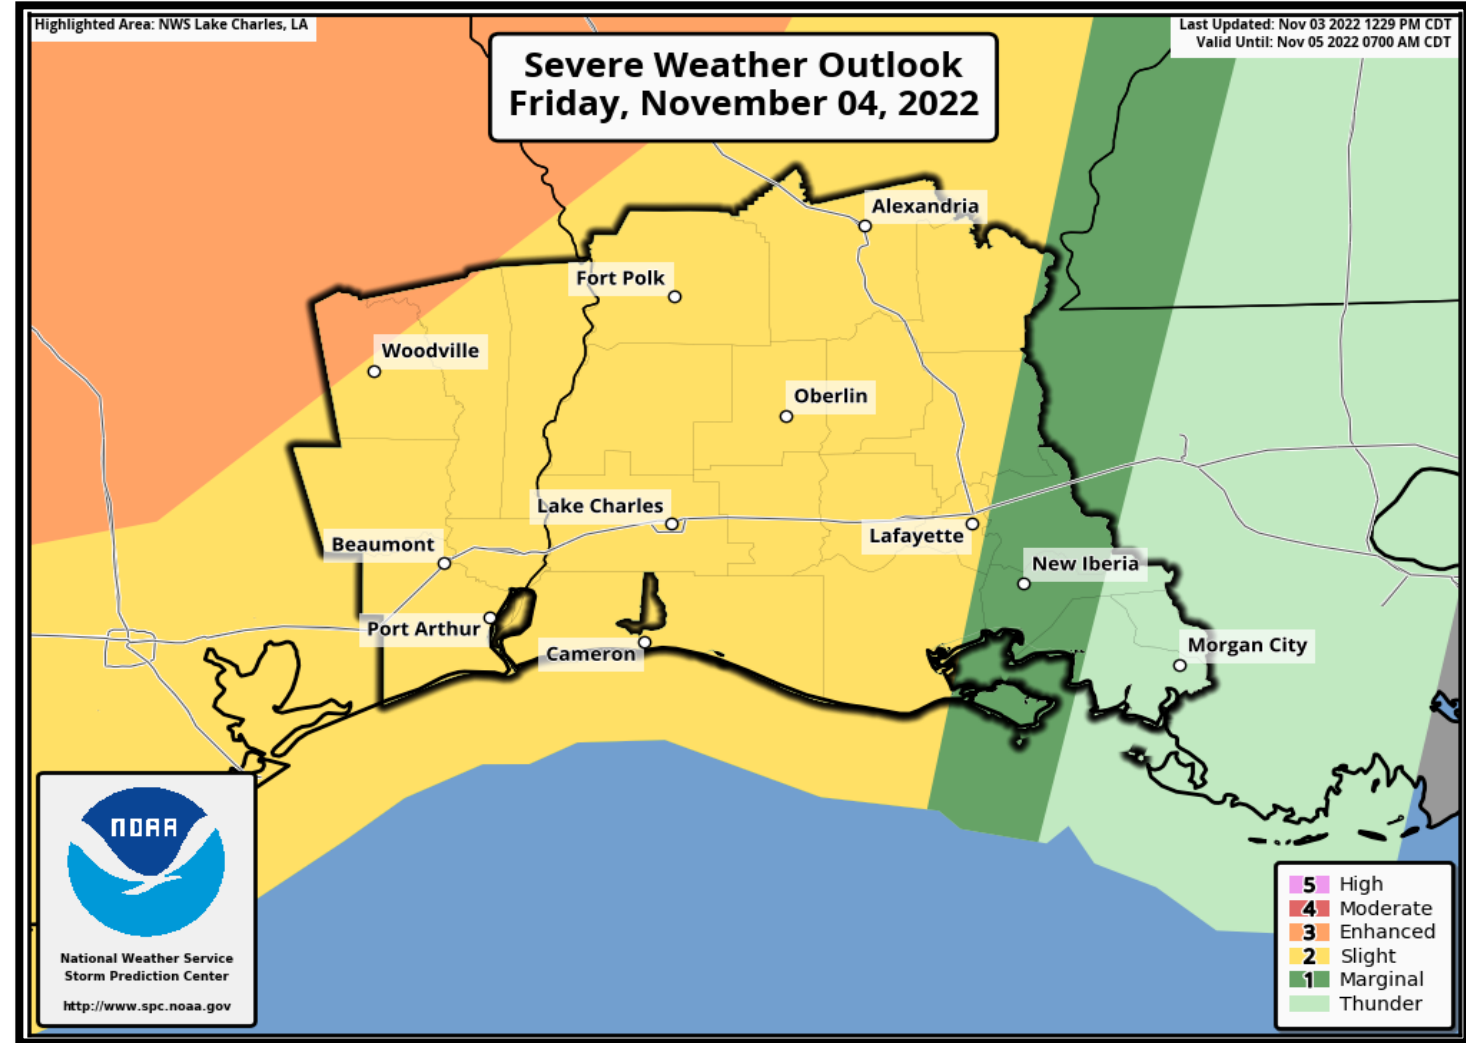 Highlighted Area: NWS Lake Charles, LA
Last Updated: Nov 03 2022 1229 PM CDT
Valid Until: Nov 05 2022 0700 AM CDT
Severe Weather Outlook
Friday, November 04, 2022
Alexandria
Fort Polk
Woodville
Oberlin
Lake Charles
Lafayette
Beaumont
New Iberia
Port Arthur
Cameron
Morgan City
NOAA
National Weather Service
Storm Prediction Center
http://www.spc.noaa.gov
5 High
4 Moderate
3 Enhanced
2 Slight
1 Marginal
Thunder